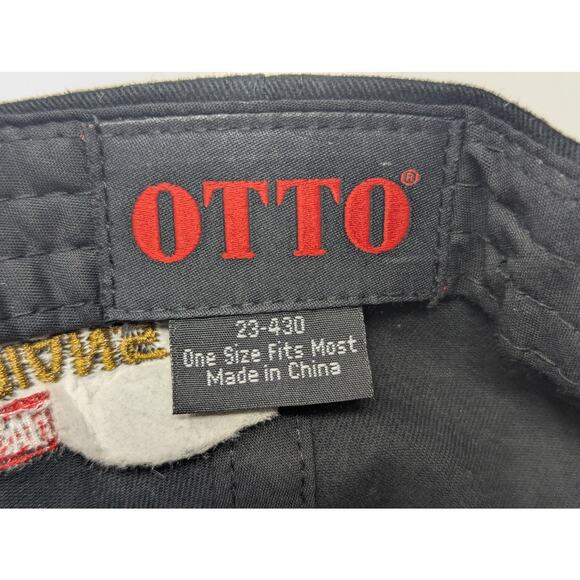 OTTO®
23-430
One Size Fits Most
Made in China